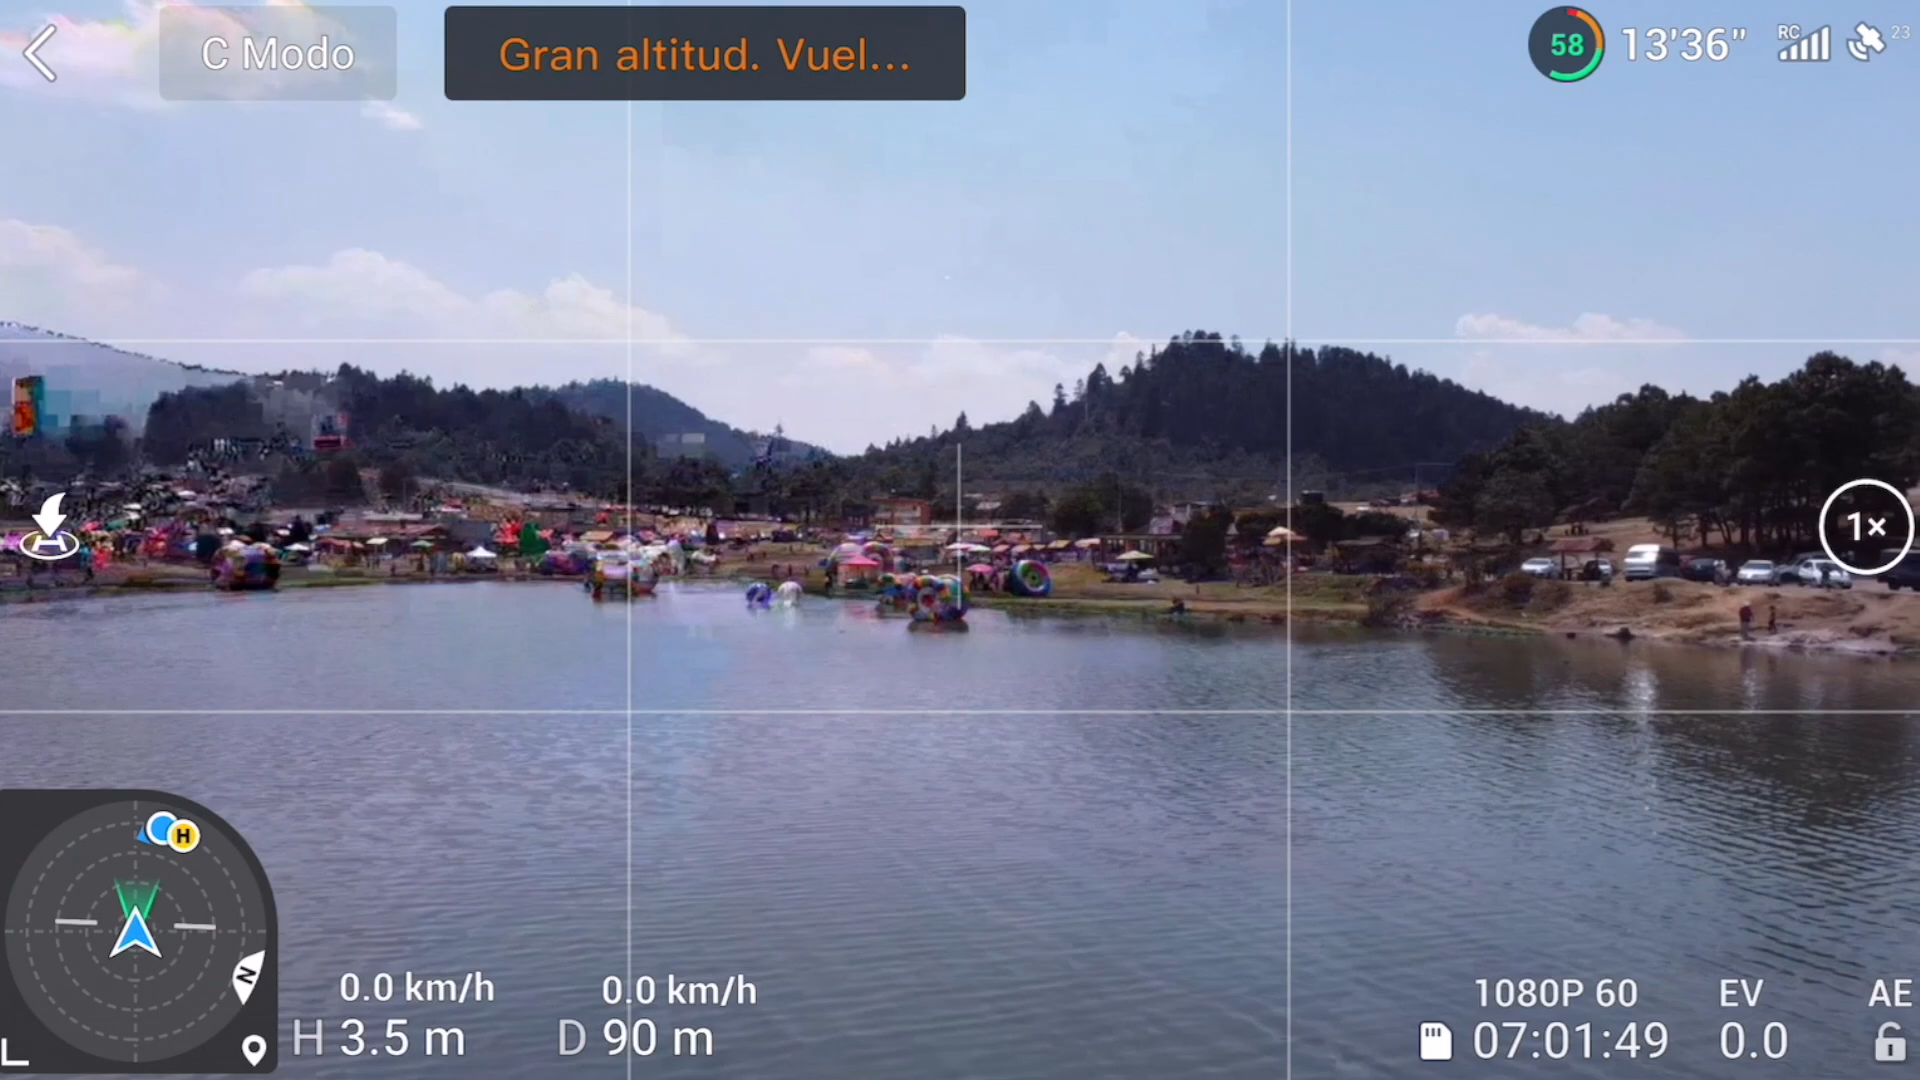 C Modo
Gran altitud. Vuel...
58
13'36"
RC
23
1×
H
N
0.0 km/h
0.0 km/h
H 3.5 m
D 90 m
1080P 60
EV
AE
07:01:49
0.0